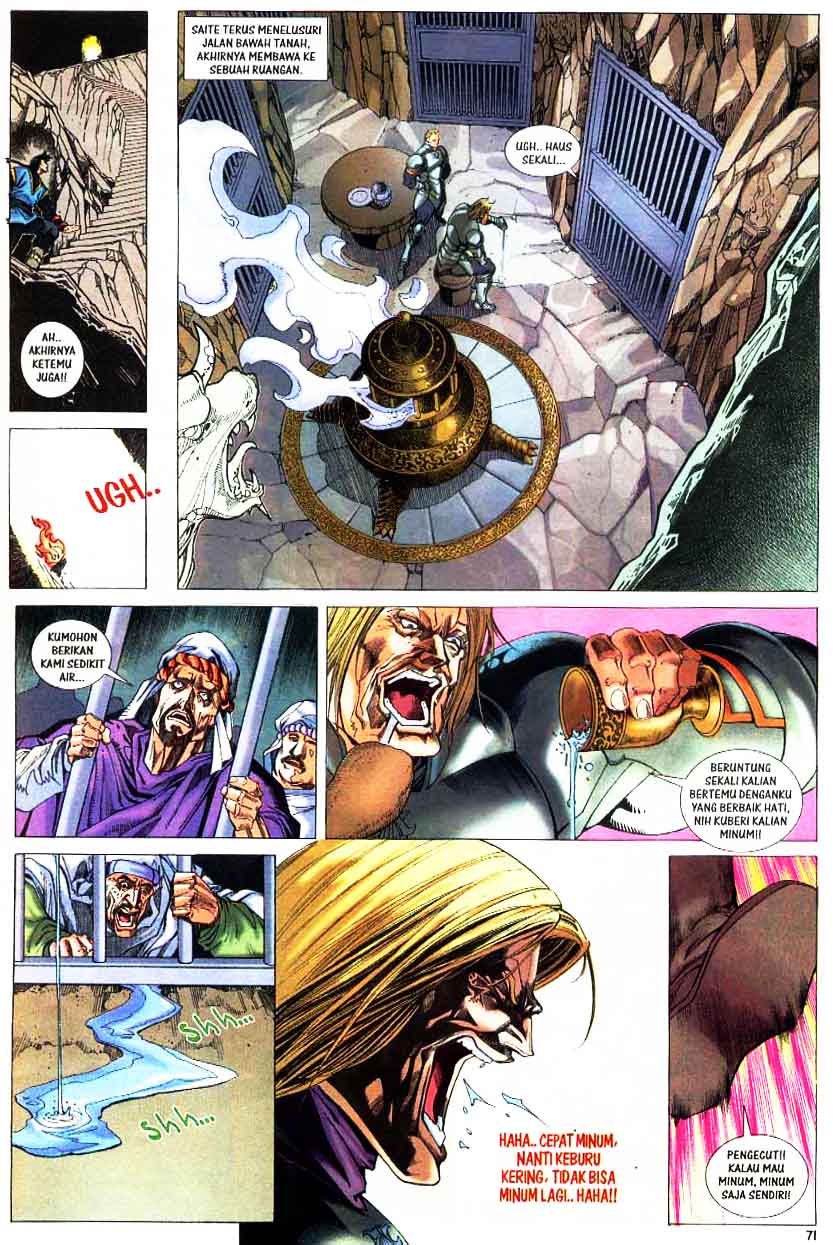 SAITE TERUS MENELUSURI
JALAN BAWAH TANAH,
AKHIRNYA MEMBAWA KE
SEBUAH RUANGAN.
AH..
AKHIRNYA
KETEMU
JUGA!!
UGH.. HAUS
SEKALI...
UGH..
KUMOHON
BERIKAN
KAMI SEDIKIT
AIR...
BERUNTUNG
SEKALI KALIAN
BERTEMU DENGANKU
YANG BERBAIK HATI,
NIH KUBERI KALIAN
MINUM!!
Shh...
Shh...
HAHA.. CEPAT MINUM,
NANTI KEBURU
KERING, TIDAK BISA
MINUM LAGI.. HAHA!!
PENGECUT!!
KALAU MAU
MINUM, MINUM
SAJA SENDIRI!
71